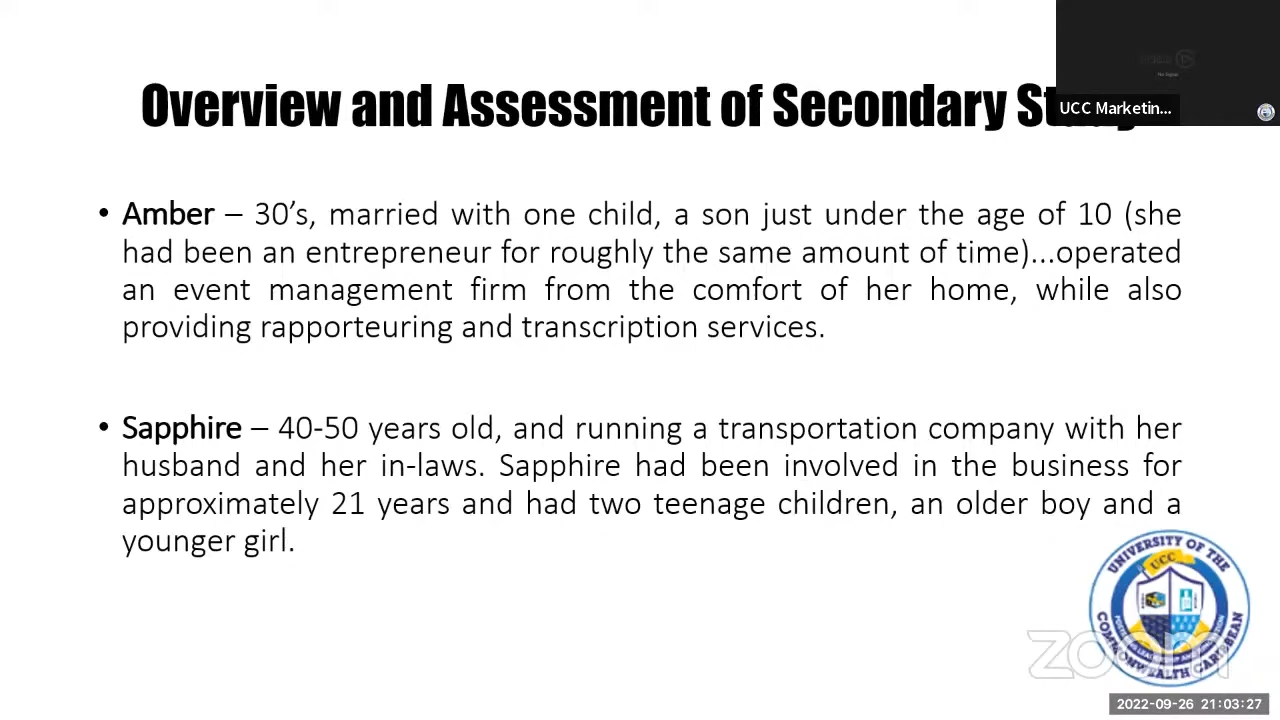 Overview and Assessment of Secondary
UCC Marketin...
• Amber – 30’s, married with one child, a son just under the age of 10 (she
had been an entrepreneur for roughly the same amount of time)...operated
an event management firm from the comfort of her home, while also
providing rapporteuring and transcription services.
• Sapphire – 40-50 years old, and running a transportation company with her
husband and her in-laws. Sapphire had been involved in the business for
approximately 21 years and had two teenage children, an older boy and a
younger girl.
UNIVERSITY OF THE
UCC
COMMONWEALTH CARIBBEAN
zoom
2022-09-26 21:03:27